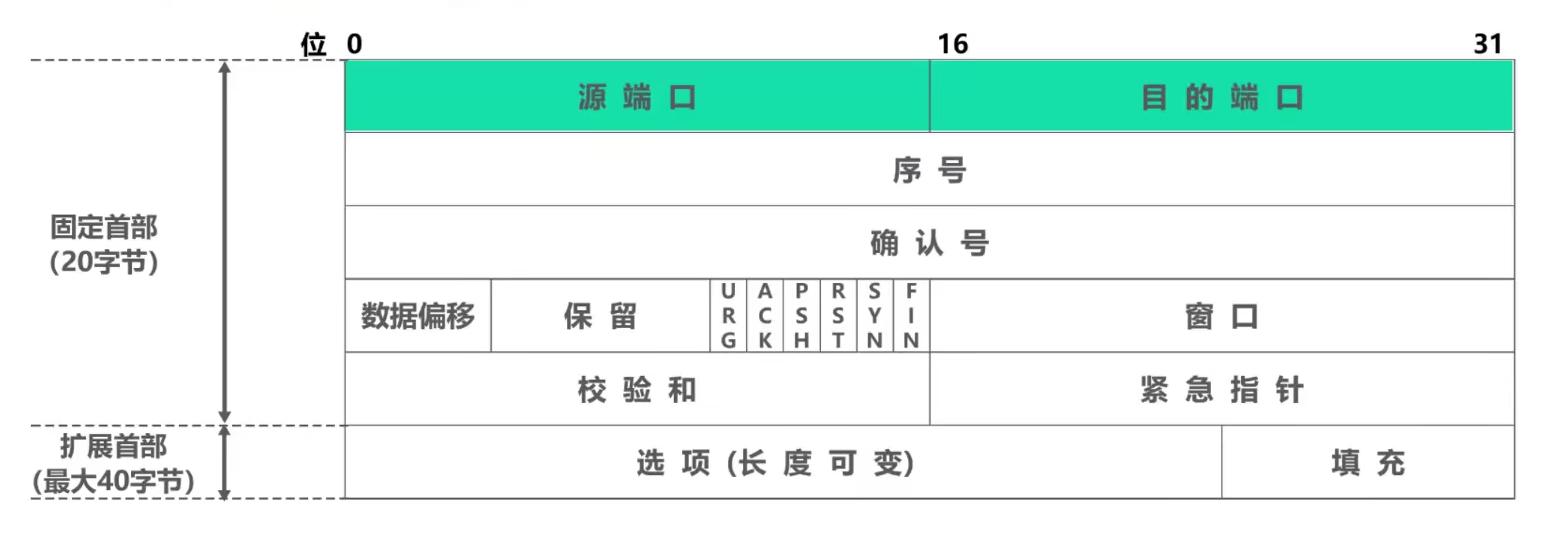 位 0 16 31
源 端 口 目 的 端 口
序 号
固定首部
(20字节)
确 认 号
数据偏移 保 留 URG ACK PSH RST SYN FIN 窗 口
校 验 和 紧 急 指 针
扩展首部
(最大40字节)
选 项 (长 度 可 变) 填 充